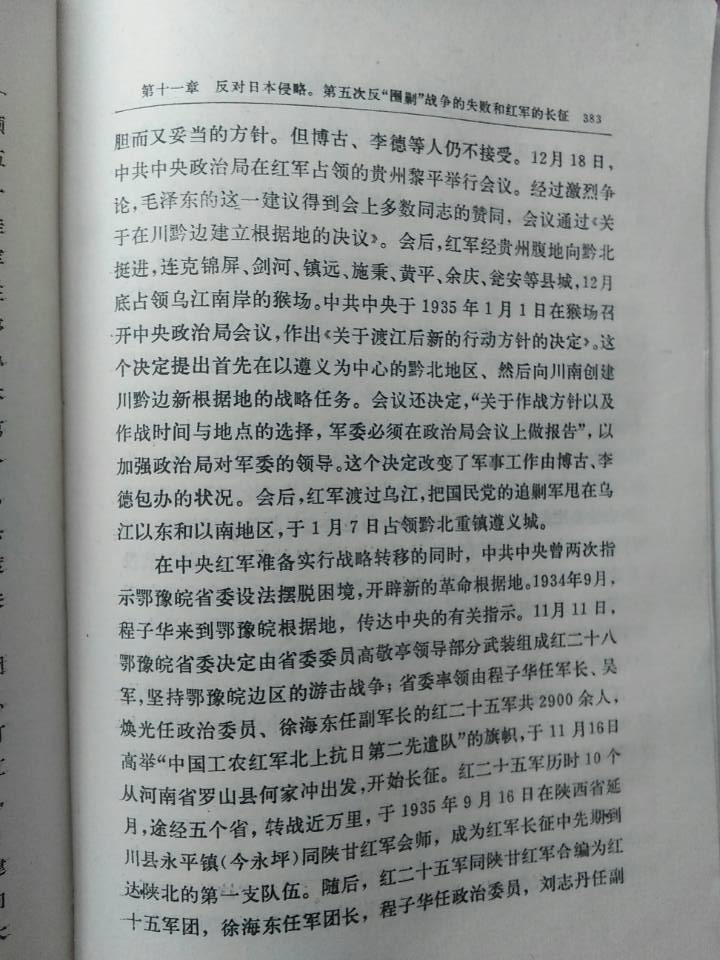 第十一章 反对日本侵略。第五次反“围剿”战争的失败和红军的长征 383
胆而又妥当的方针。但博古、李德等人仍不接受。12月18日，
中共中央政治局在红军占领的贵州黎平举行会议。经过激烈争
论，毛泽东的这一建议得到会上多数同志的赞同，会议通过《关
于在川黔边建立根据地的决议》。会后，红军经贵州腹地向黔北
挺进，连克锦屏、剑河、镇远、施秉、黄平、余庆、瓮安等县城，12月
底占领乌江南岸的猴场。中共中央于1935年1月1日在猴场召
开中央政治局会议，作出《关于渡江后新的行动方针的决定》。这
个决定提出首先在以遵义为中心的黔北地区、然后向川南创建
川黔边新根据地的战略任务。会议还决定，“关于作战方针以及
作战时间与地点的选择，军委必须在政治局会议上做报告”，以
加强政治局对军委的领导。这个决定改变了军事工作由博古、李
德包办的状况。会后，红军渡过乌江，把国民党的追剿军甩在乌
江以东和以南地区，于1月7日占领黔北重镇遵义城。
在中央红军准备实行战略转移的同时，中共中央曾两次指
示鄂豫皖省委设法摆脱困境，开辟新的革命根据地。1934年9月，
程子华来到鄂豫皖根据地，传达中央的有关指示。11月11日，
鄂豫皖省委决定由省委委员高敬亭领导部分武装组成红二十八
军，坚持鄂豫皖边区的游击战争；省委率领由程子华任军长、吴
焕光任政治委员、徐海东任副军长的红二十五军共2900余人，
高举“中国工农红军北上抗日第二先遣队”的旗帜，于11月16日
从河南省罗山县何家冲出发，开始长征。红二十五军历时10个
月，途经五个省，转战近万里，于1935年9月16日在陕西省延
川县永平镇(今永坪)同陕甘红军会师，成为红军长征中先期到
达陕北的第一支队伍。随后，红二十五军同陕甘红军合编为红
十五军团，徐海东任军团长，程子华任政治委员，刘志丹任副